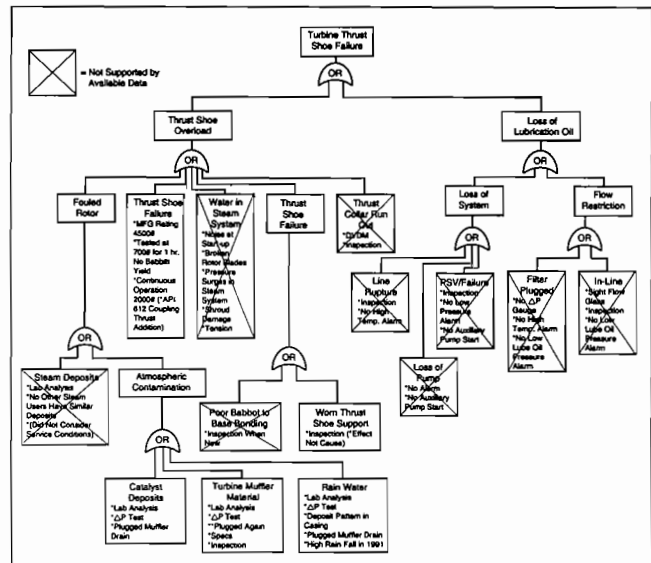 Turbine Thrust
Shoe Failure
OR
= Not Supported by
Available Data
Thrust Shoe
Overload
Loss of
Lubrication Oil
OR
OR
Fouled
Rotor
Thrust Shoe
Failure
*MFG Rating
4500#
*Tested at
700# for 1 hr.
No Babbitt
Yield
*Continuous
Operation
2000# (*API
612 Coupling
Thrust
Addition)
Water in
Steam
System
*Noise at
Start-up
*Broken
Rotor Blades
*Pressure
Surges in
Steam
System
*Shroud
Damage
Tension
Thrust
Shoe
Failure
Thrust
Collar Run
Out
*Inspection
Loss of
System
Flow
Restriction
OR
OR
Line
Rupture
*Inspection
*No High
Temp. Alarm
PSV/Failure
*Inspection
*No Low
Pressure
Alarm
*No Auxiliary
Pump Start
Filter
Plugged
*No △P
Gauge
*No High
Temp. Alarm
*No Low
Lube Oil
Pressure
Alarm
In-Line
*Sight Flow
Glass
*Inspection
*No Low
Lube Oil
Pressure
Alarm
Loss of
Pump
*No Alarm
*No Auxiliary
Pump Start
OR
OR
Steam Deposits
*Lab Analysis
*No Other Steam
Users Have Similar
Deposits
*(Did Not Consider
Service Conditions)
Atmospheric
Contamination
Poor Babbot to
Base Bonding
*Inspection When
New
Worn Thrust
Shoe Support
*Inspection (*Effect
Not Cause)
OR
Catalyst
Deposits
*Lab Analysis
*△P Test
*Plugged Muffler
Drain
Turbine Muffler
Material
*Lab Analysis
*△P Test
**Plugged Again
Specs
*Inspection
Rain Water
*Lab Analysis
*△P Test
*Deposit Pattern in
Casing
*Plugged Muffler Drain
*High Rain Fall in 1991